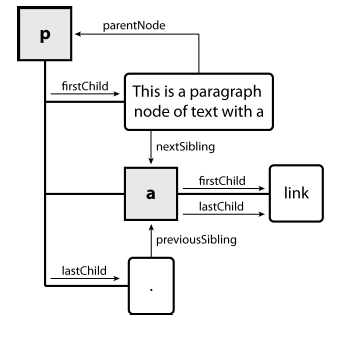 p
parentNode
firstChild
This is a paragraph
node of text with a
nextSibling
a
firstChild
lastChild
link
previousSibling
lastChild
.